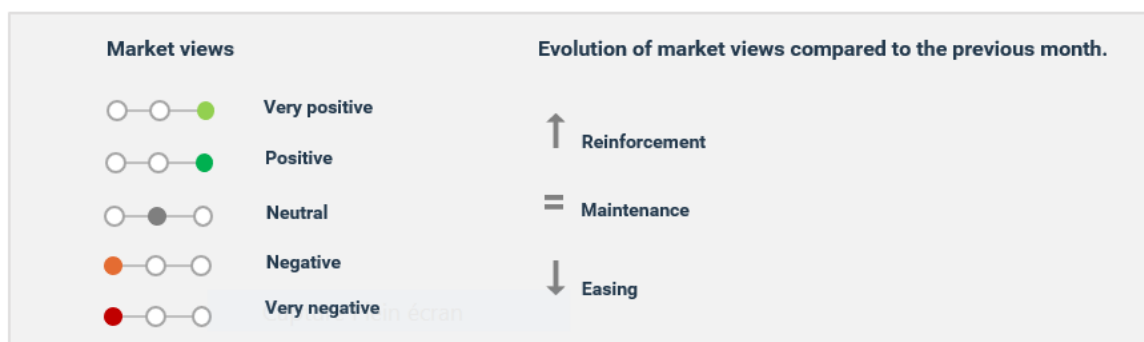 Market views
Evolution of market views compared to the previous month.
Very positive
Positive
Neutral
Negative
Very negative
Reinforcement
Maintenance
Easing